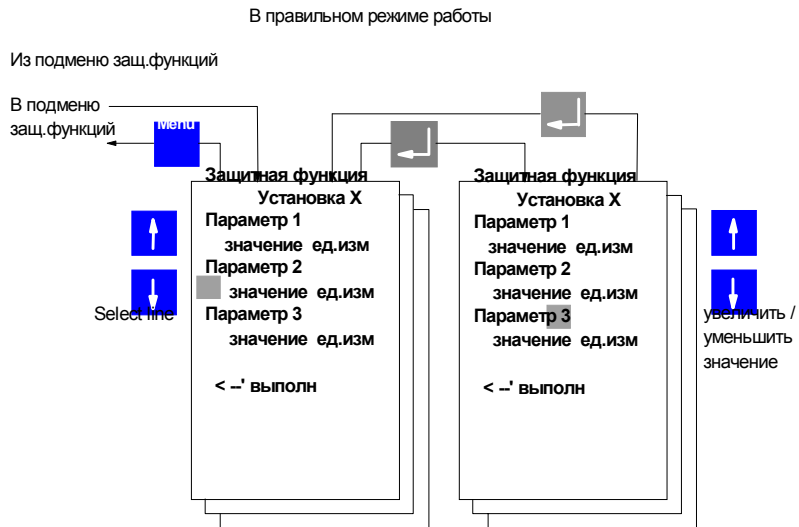 В правильном режиме работы
Из подменю защ.функций
В подменю
защ.функций
Menu
Защитная функция
Установка X
Параметр 1
значение ед.изм
Параметр 2
значение ед.изм
Параметр 3
значение ед.изм
< --' выполн
Select line
Защитная функция
Установка X
Параметр 1
значение ед.изм
Параметр 2
значение ед.изм
Параметр 3
значение ед.изм
< --' выполн
увеличить /
уменьшить
значение